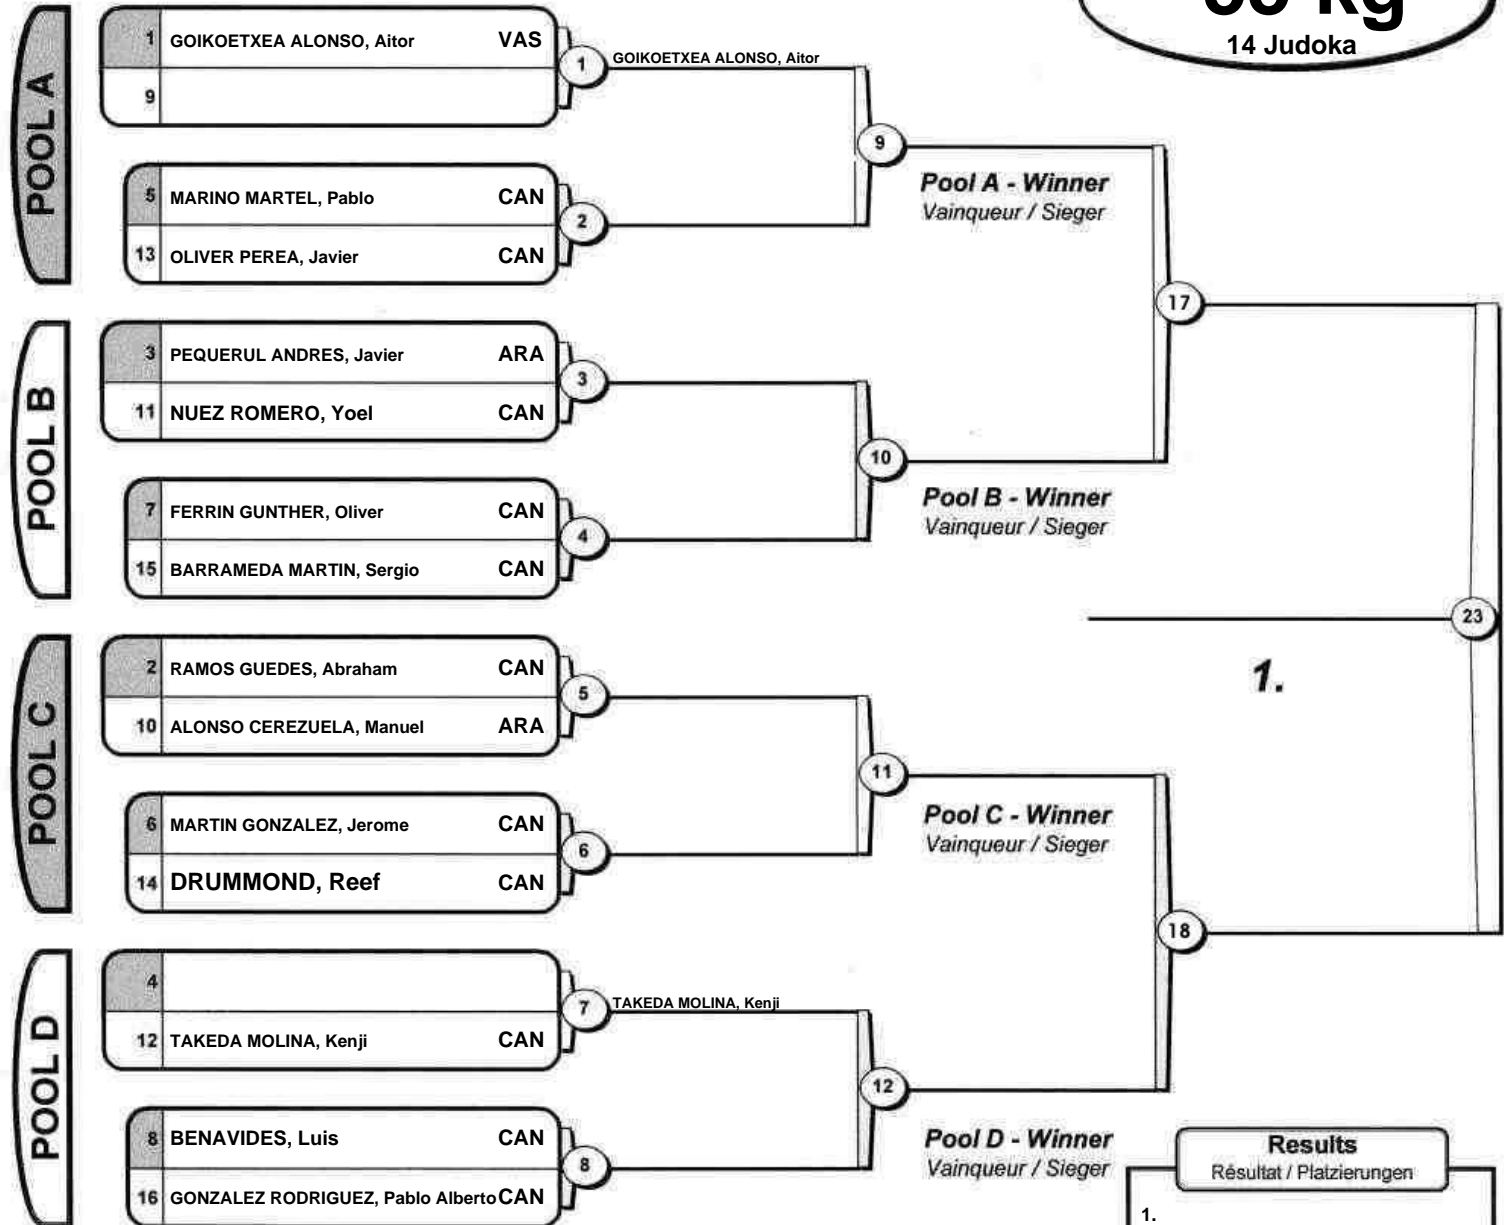 kg
14 Judoka
POOL A
1 GOIKOETXEA ALONSO, Aitor VAS
9
1 GOIKOETXEA ALONSO, Aitor
5 MARINO MARTEL, Pablo CAN
13 OLIVER PEREA, Javier CAN
2
9
Pool A - Winner
Vainqueur / Sieger
POOL B
3 PEQUERUL ANDRES, Javier ARA
11 NUEZ ROMERO, Yoel CAN
3
7 FERRIN GUNTHER, Oliver CAN
15 BARRAMEDA MARTIN, Sergio CAN
4
10
Pool B - Winner
Vainqueur / Sieger
17
POOL C
2 RAMOS GUEDES, Abraham CAN
10 ALONSO CEREZUELA, Manuel ARA
5
6 MARTIN GONZALEZ, Jerome CAN
14 DRUMMOND, Reef CAN
6
11
Pool C - Winner
Vainqueur / Sieger
POOL D
4
12 TAKEDA MOLINA, Kenji CAN
7 TAKEDA MOLINA, Kenji
8 BENAVIDES, Luis CAN
16 GONZALEZ RODRIGUEZ, Pablo Alberto CAN
8
12
Pool D - Winner
Vainqueur / Sieger
18
23
1.
Results
Résultat / Platzierungen
1.